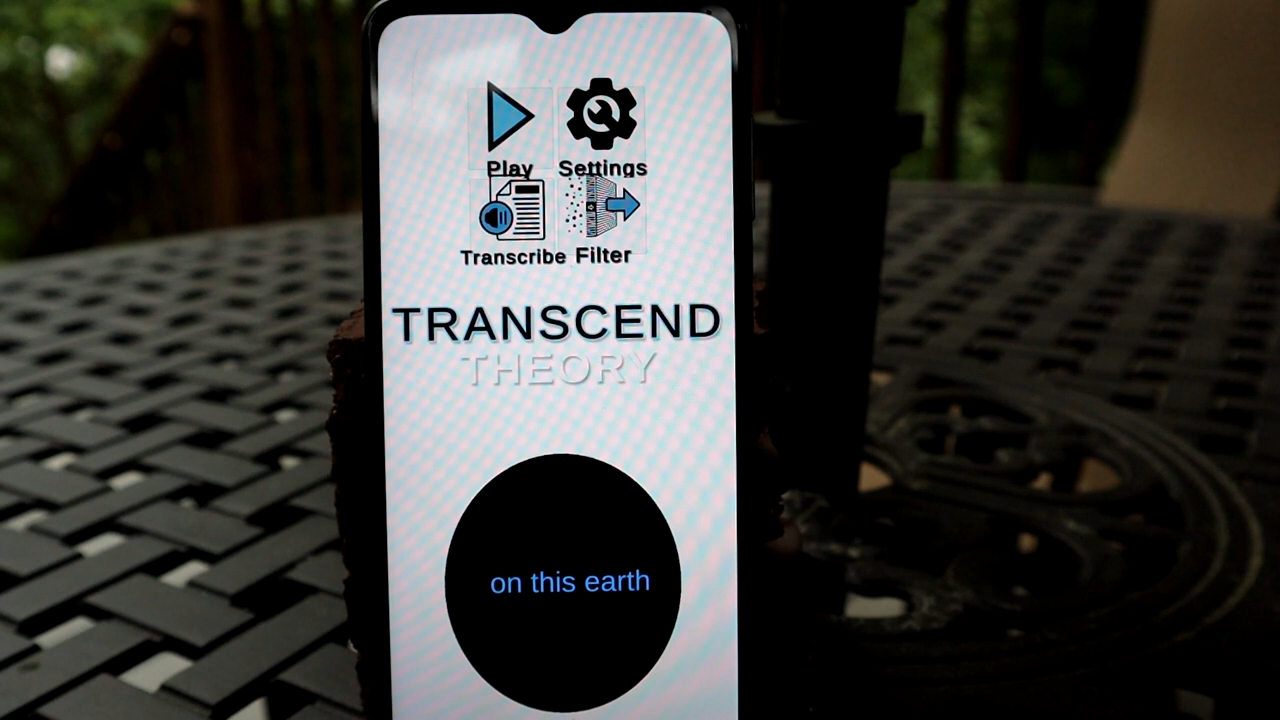 Play Settings
Transcribe Filter
TRANSCEND
THEORY
on this earth